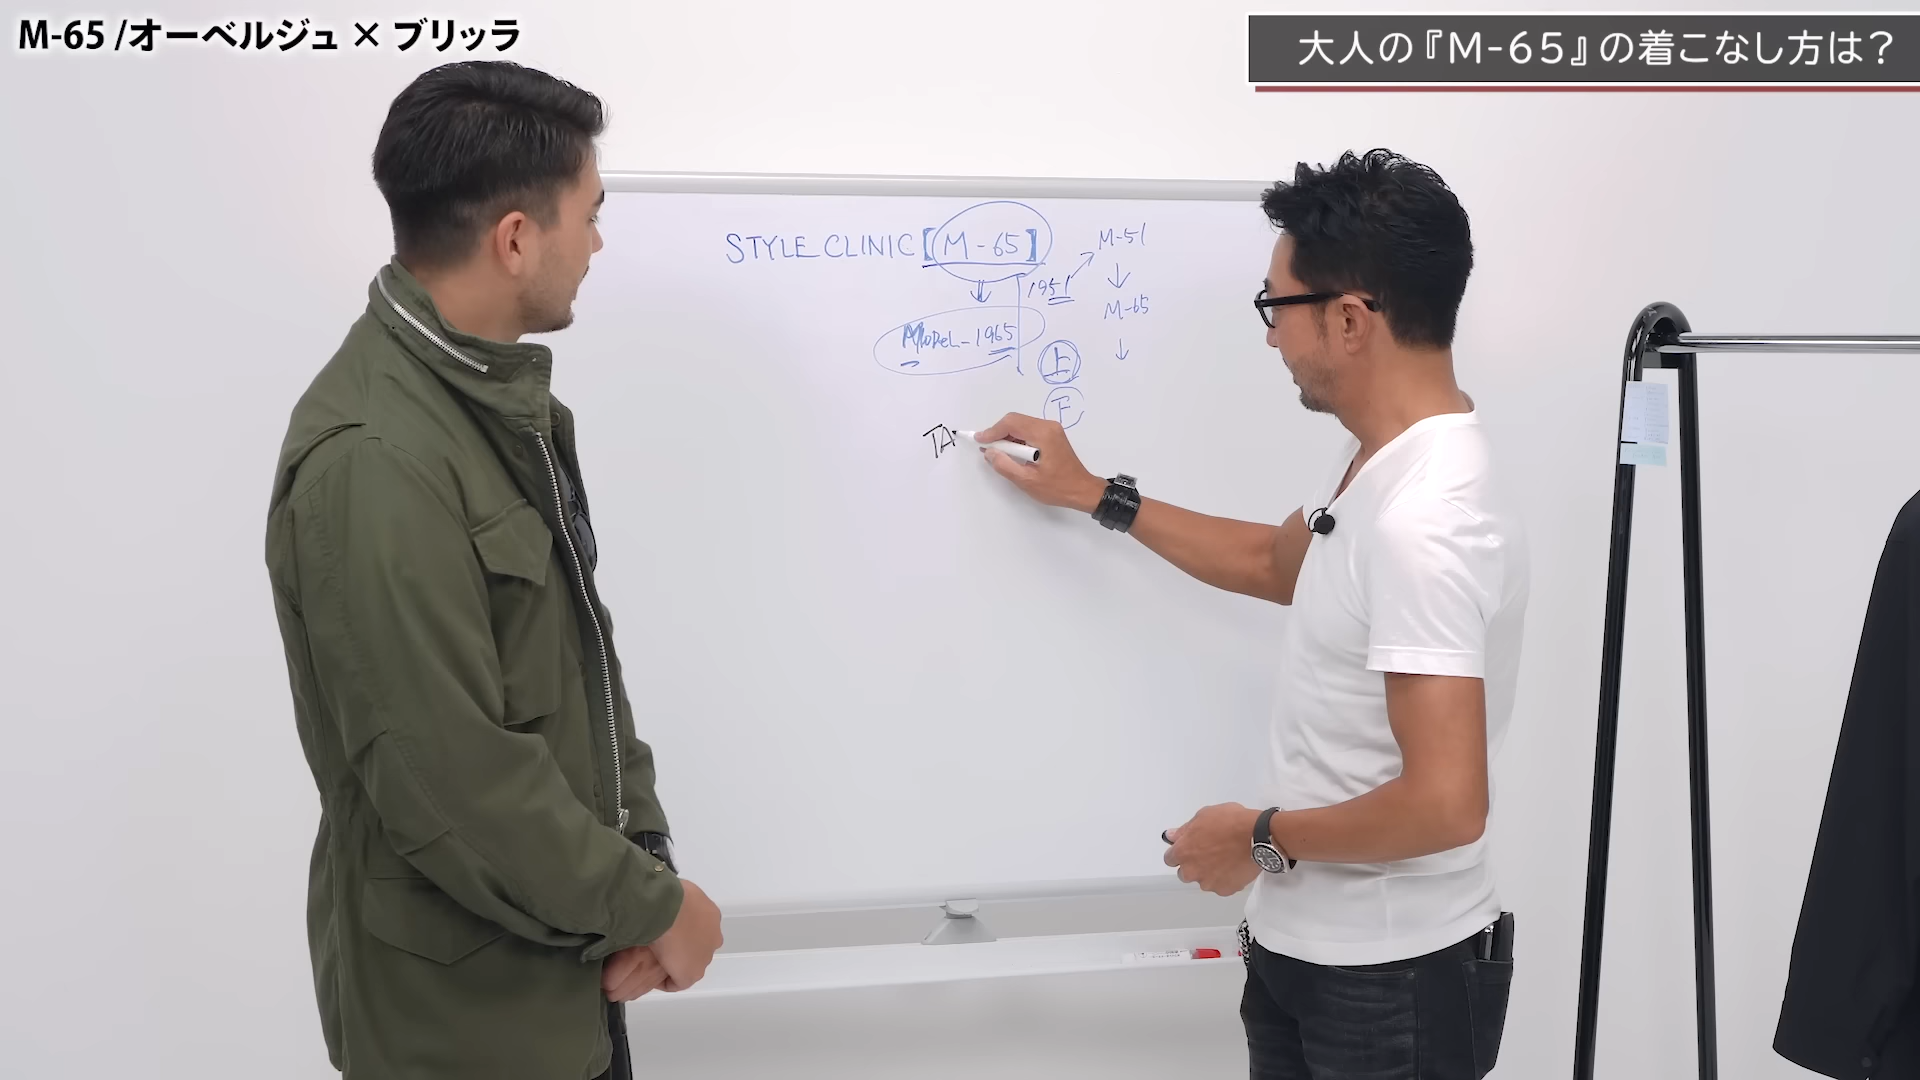 M-65 /オーベルジュ × ブリッラ
大人の『M-65』の着こなし方は？
STYLE CLINIC【M-65】
M-51
1951
M-65
MODEL-1965
上
下
TA